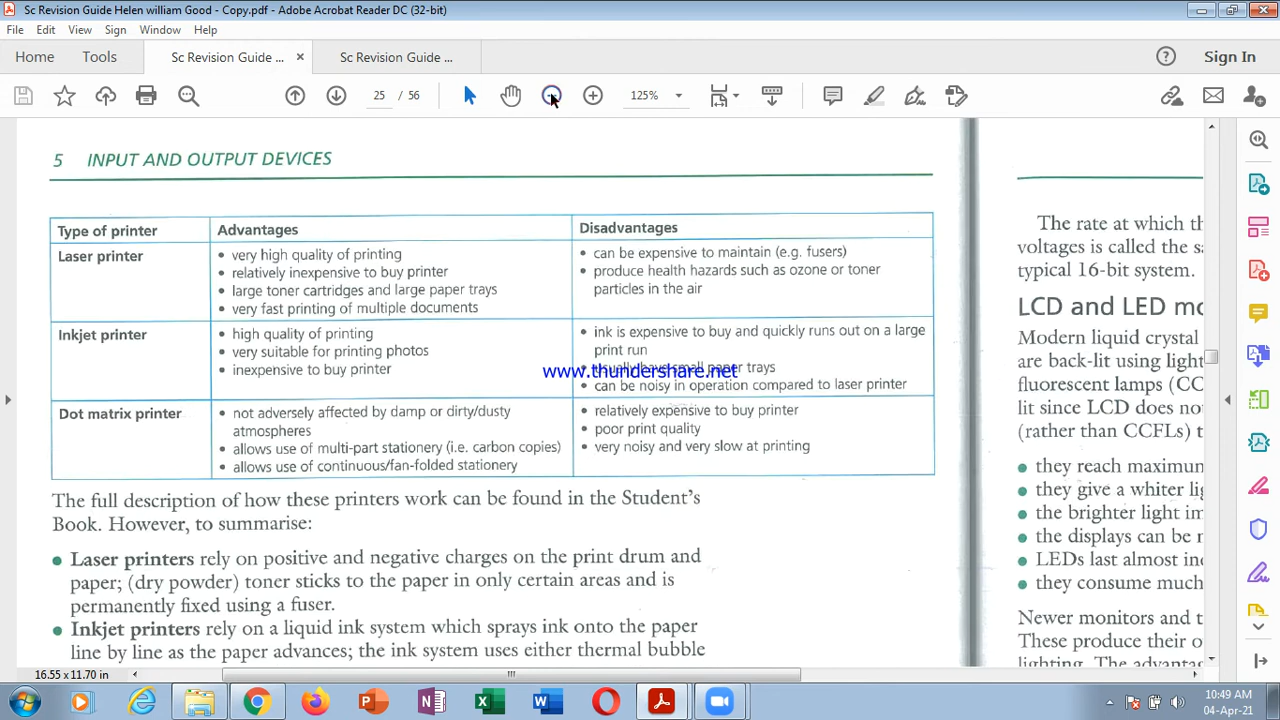 Sc Revision Guide Helen william Good - Copy.pdf - Adobe Acrobat Reader DC (32-bit)
File Edit View Sign Window Help
Home Tools Sc Revision Guide ... × Sc Revision Guide ... ? Sign In
25 / 56 125%
5 INPUT AND OUTPUT DEVICES
Type of printer Advantages Disadvantages
Laser printer
• very high quality of printing
• relatively inexpensive to buy printer
• large toner cartridges and large paper trays
• very fast printing of multiple documents
• can be expensive to maintain (e.g. fusers)
• produce health hazards such as ozone or toner
particles in the air
Inkjet printer
• high quality of printing
• very suitable for printing photos
• inexpensive to buy printer
• ink is expensive to buy and quickly runs out on a large
print run
• usually have small paper trays
www.thundershare.net
• can be noisy in operation compared to laser printer
Dot matrix printer
• not adversely affected by damp or dirty/dusty
atmospheres
• allows use of multi-part stationery (i.e. carbon copies)
• allows use of continuous/fan-folded stationery
• relatively expensive to buy printer
• poor print quality
• very noisy and very slow at printing
The full description of how these printers work can be found in the Student's
Book. However, to summarise:
• Laser printers rely on positive and negative charges on the print drum and
paper; (dry powder) toner sticks to the paper in only certain areas and is
permanently fixed using a fuser.
• Inkjet printers rely on a liquid ink system which sprays ink onto the paper
line by line as the paper advances; the ink system uses either thermal bubble
The rate at which th
voltages is called the sa
typical 16-bit system.
LCD and LED mo
Modern liquid crystal
are back-lit using light
fluorescent lamps (CC
lit since LCD does no
(rather than CCFLs) t
• they reach maximun
• they give a whiter lig
• the brighter light im
• the displays can be n
• LEDs last almost in
• they consume much
Newer monitors and t
These produce their o
lighting. The advantag
16.55 x 11.70 in
10:49 AM
04-Apr-21